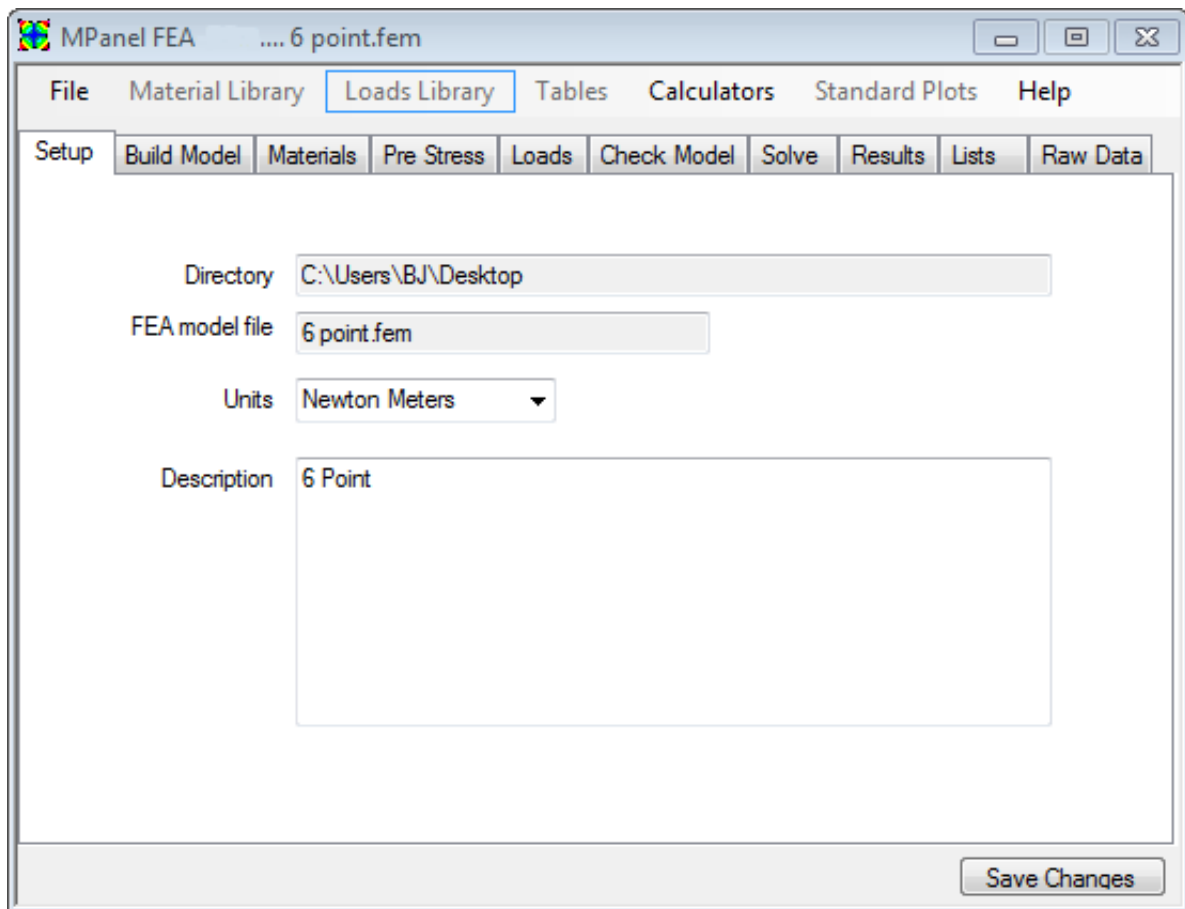 MPanel FEA .... 6 point.fem
File Material Library Loads Library Tables Calculators Standard Plots Help
Setup Build Model Materials Pre Stress Loads Check Model Solve Results Lists Raw Data
Directory C:\Users\BJ\Desktop
FEA model file 6 point.fem
Units Newton Meters
Description 6 Point
Save Changes